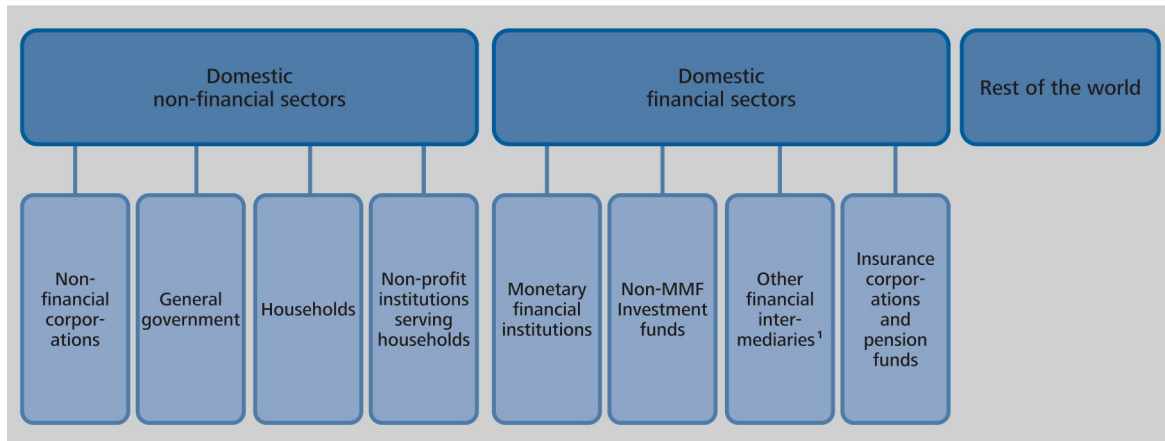 Domestic
non-financial sectors
Domestic
financial sectors
Rest of the world
Non-
financial
corpor-
ations
General
government
Households
Non-profit
institutions
serving
households
Monetary
financial
institutions
Non-MMF
Investment
funds
Other
financial
inter-
mediaries¹
Insurance
corpor-
ations
and
pension
funds